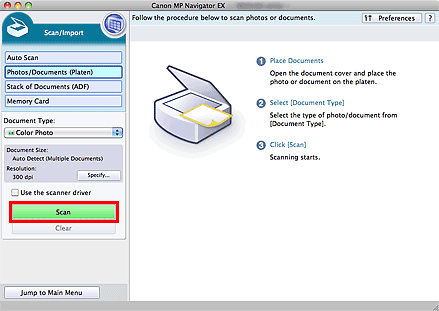 Canon MP Navigator EX
Scan/Import
Follow the procedure below to scan photos or documents.
Preferences
?
Auto Scan
Photos/Documents (Platen)
Stack of Documents (ADF)
Memory Card
Document Type:
Color Photo
Document Size:
Auto Detect (Multiple Documents)
Resolution:
300 dpi
Specify...
Use the scanner driver
Scan
Clear
Jump to Main Menu
1 Place Documents
Open the document cover and place the
photo or document on the platen.
2 Select [Document Type]
Select the type of photo/document from
[Document Type].
3 Click [Scan]
Scanning starts.